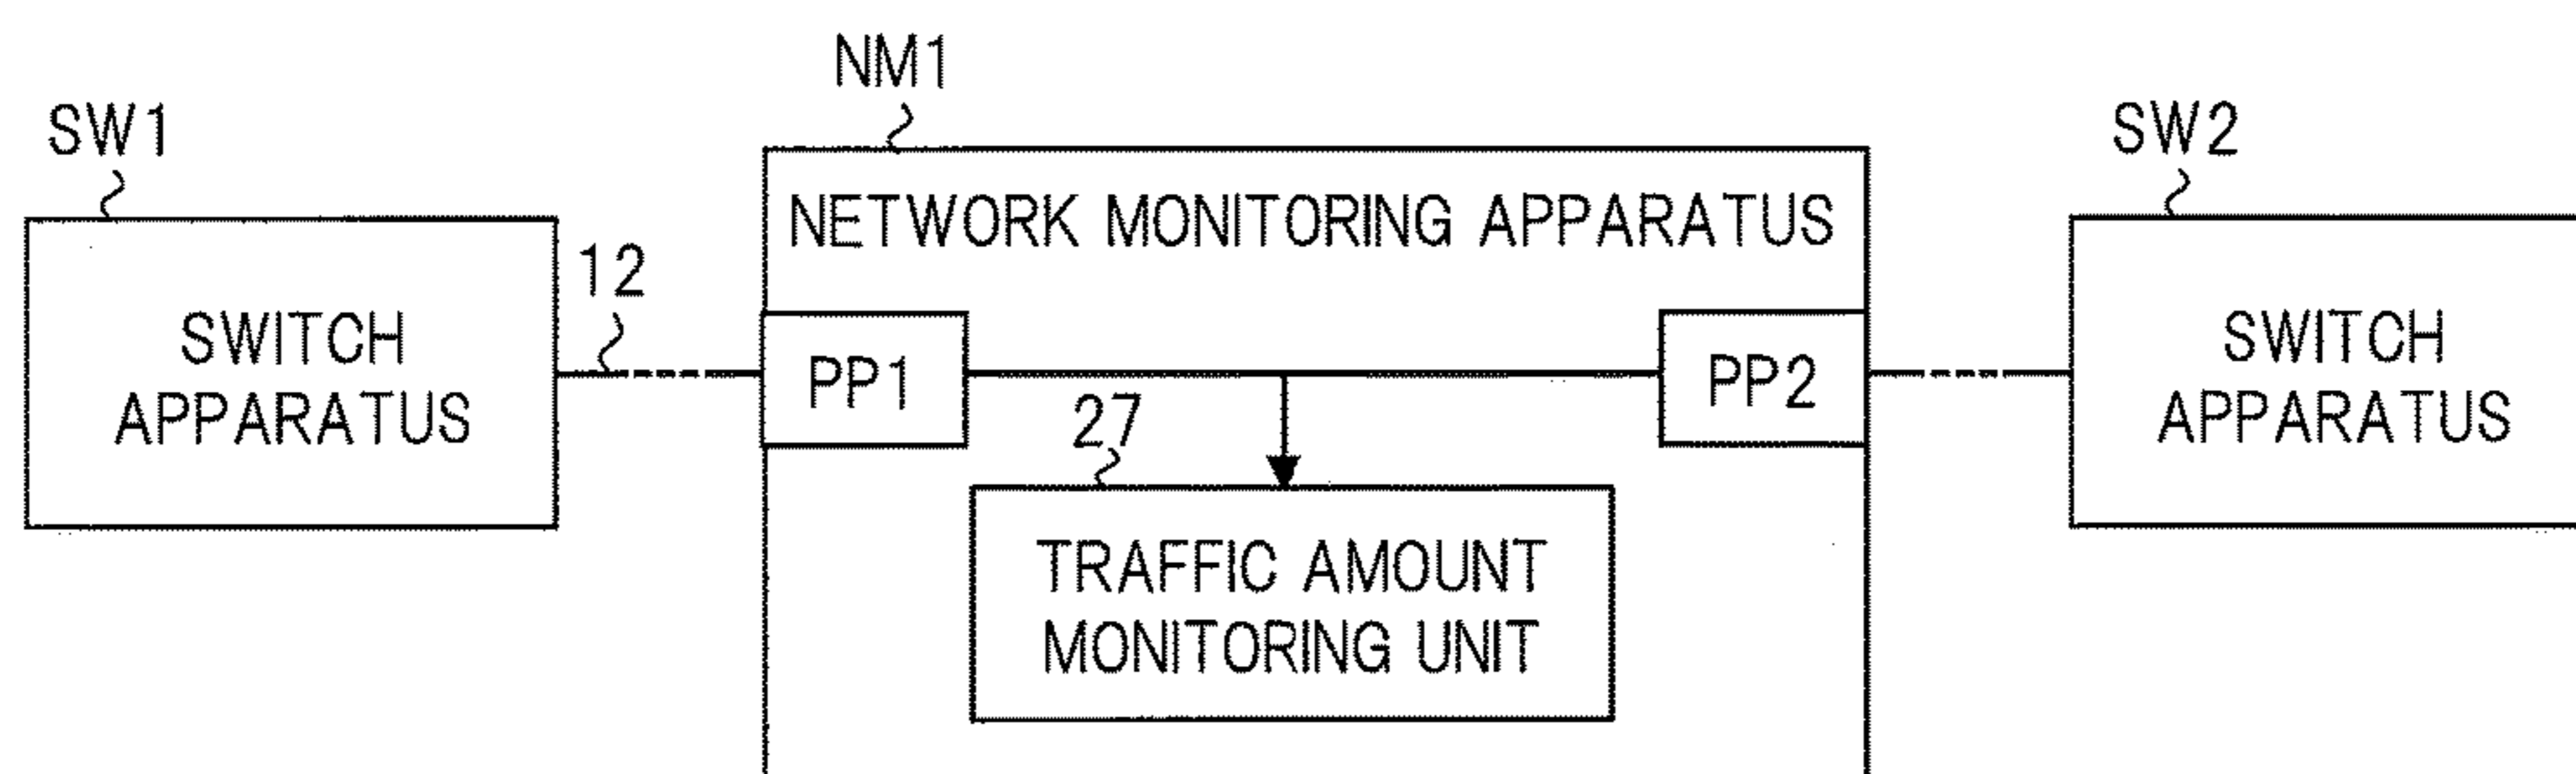 NM1
SW1
SW2
NETWORK MONITORING APPARATUS
12
SWITCH
APPARATUS
PP1
PP2
SWITCH
APPARATUS
27
TRAFFIC AMOUNT
MONITORING UNIT